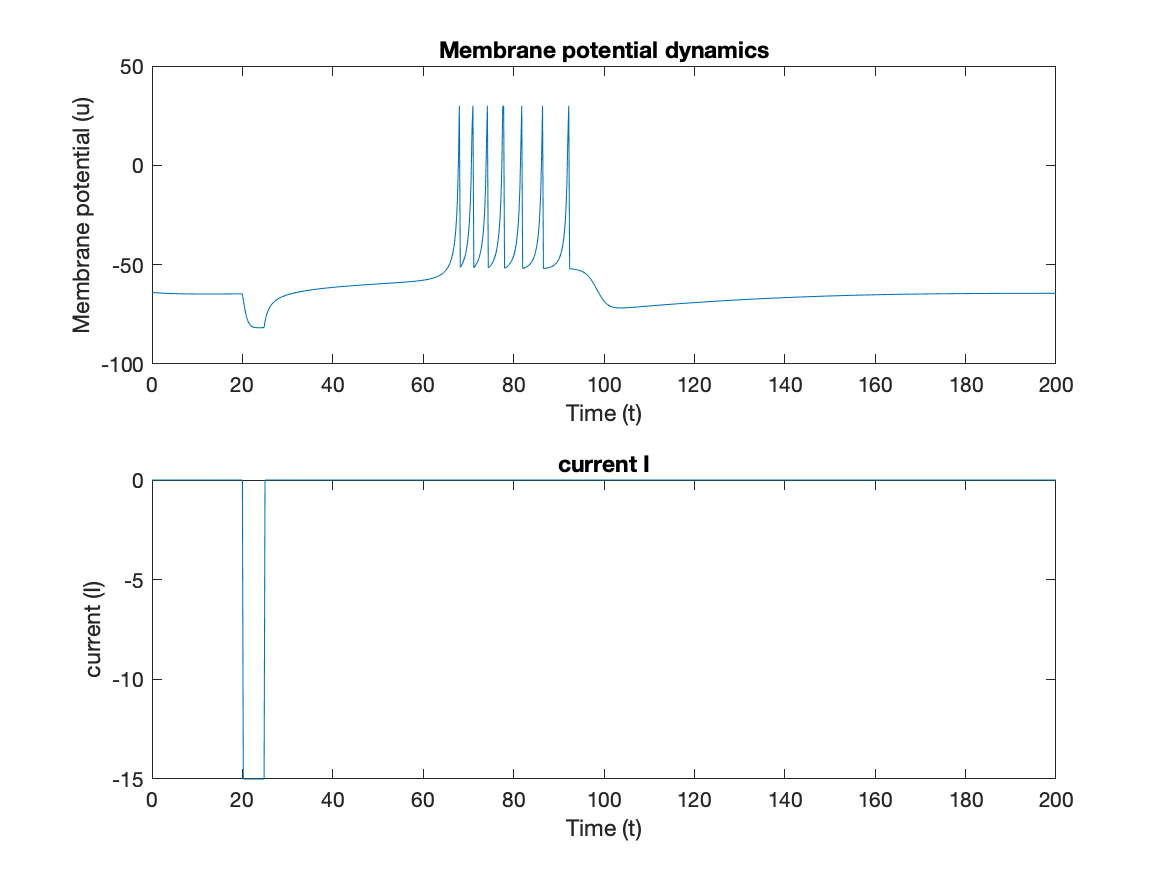 Membrane potential dynamics
50
0
-50
-100
Membrane potential (u)
0 20 40 60 80 100 120 140 160 180 200
Time (t)
current I
0
-5
-10
-15
current (I)
0 20 40 60 80 100 120 140 160 180 200
Time (t)